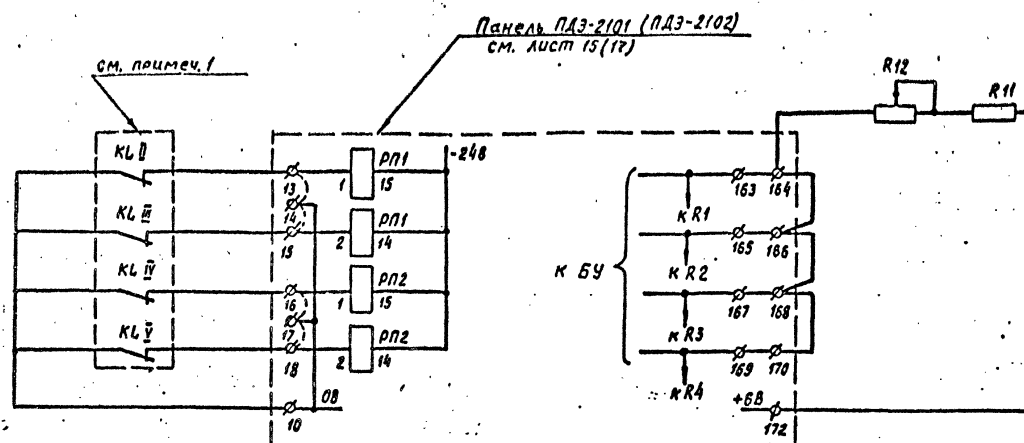 Панель ПДЭ-2101 (ПДЭ-2102)
см. лист 15(17)
см. примеч. 1
R12
R11
-24В
KL II
РП1
13
1
15
163
164
14
к R1
KL III
РП1
15
2
14
165
166
к R2
к БУ
KL IV
РП2
16
1
15
167
168
17
к R3
KL V
РП2
18
2
14
169
170
к R4
0В
+6В
10
172